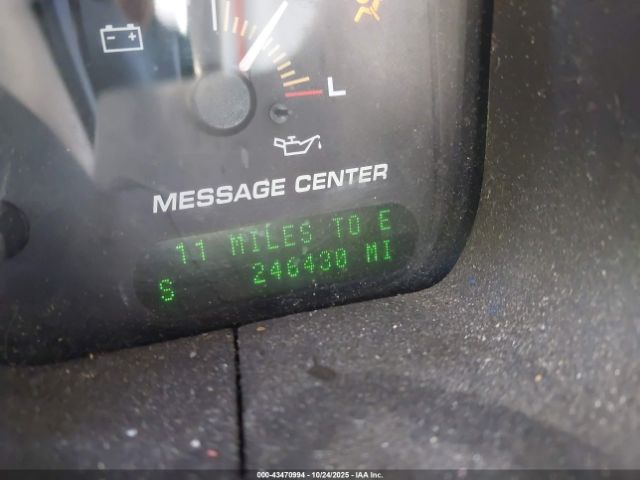 L
MESSAGE CENTER
11 MILES TO E
S 246430 MI
000-43470994 | 10/24/2025 | IAA Inc.